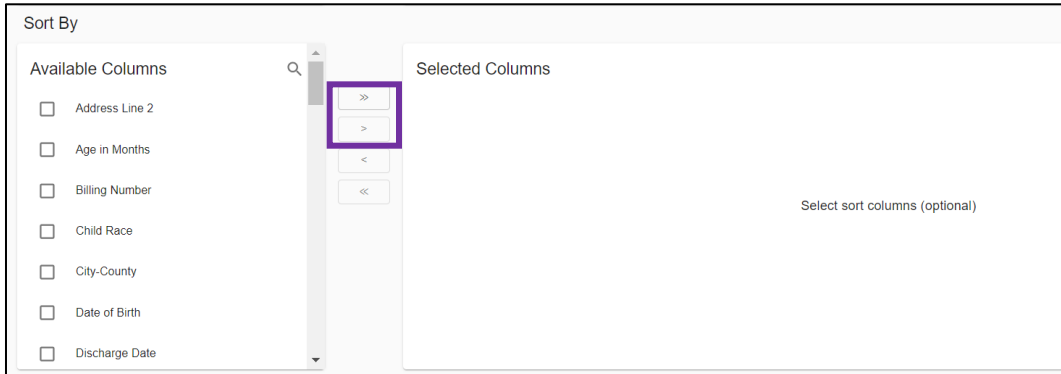 Sort By
Available Columns
Address Line 2
Age in Months
Billing Number
Child Race
City-County
Date of Birth
Discharge Date
>>
>
<
<<
Selected Columns
Select sort columns (optional)